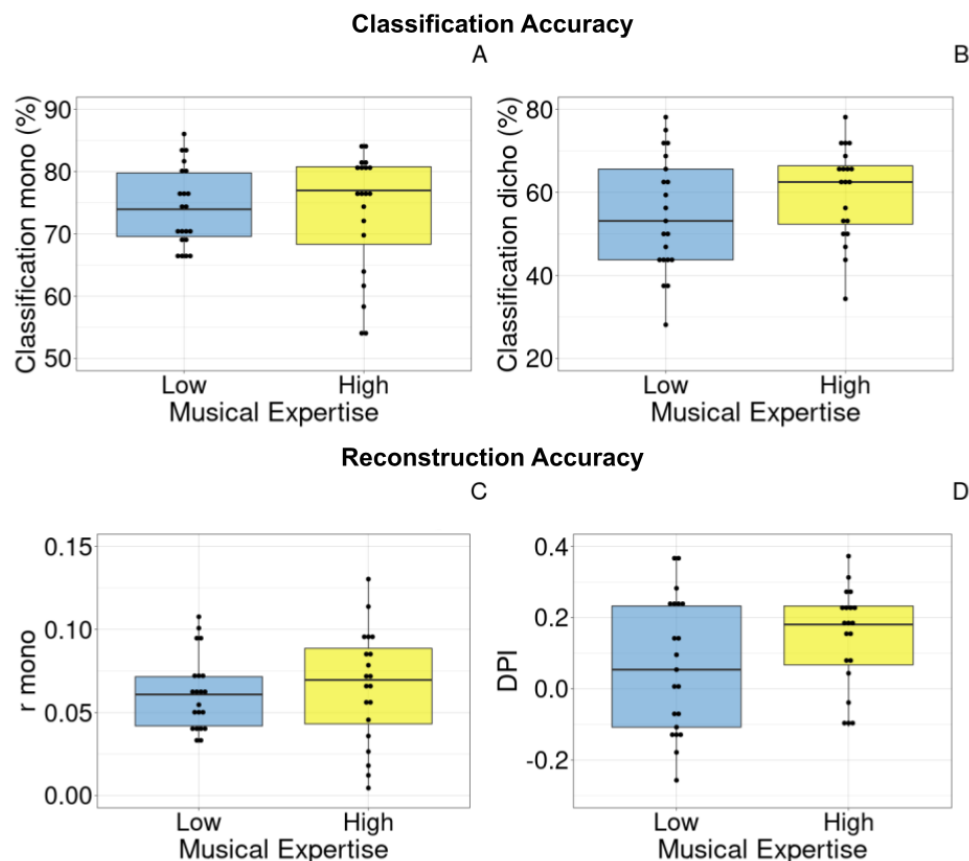 Classification Accuracy
A
B
Classification mono (%)
90
80
70
60
50
Low High
Musical Expertise
Classification dicho (%)
80
60
40
20
Low High
Musical Expertise
Reconstruction Accuracy
C
D
r mono
0.15
0.10
0.05
0.00
Low High
Musical Expertise
DPI
0.4
0.2
0.0
-0.2
Low High
Musical Expertise